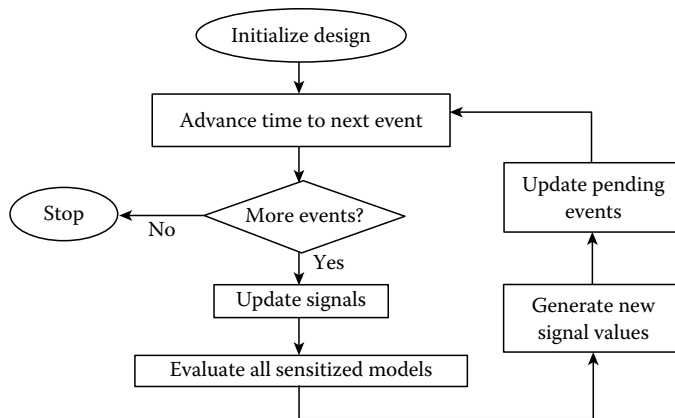 Initialize design
Advance time to next event
More events?
Stop
No
Yes
Update signals
Evaluate all sensitized models
Generate new
signal values
Update pending
events